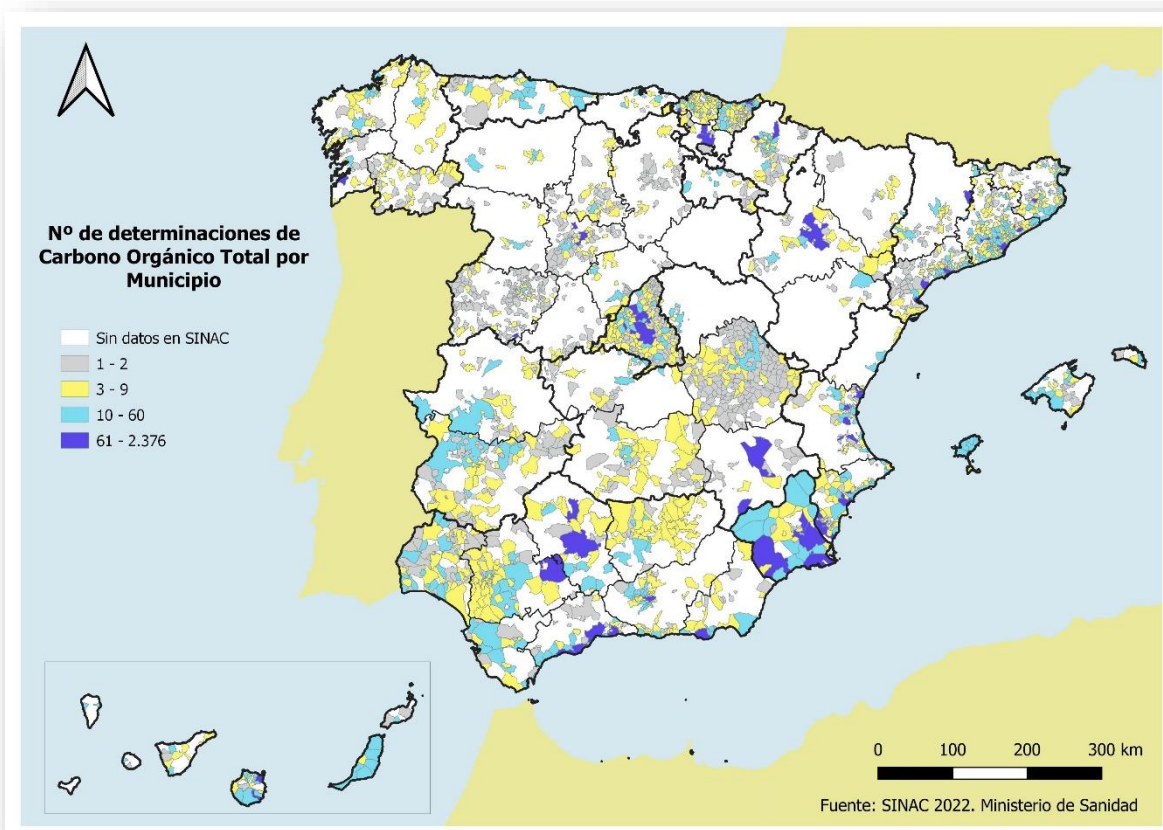 Nº de determinaciones de
Carbono Orgánico Total por
Municipio
Sin datos en SINAC
1 - 2
3 - 9
10 - 60
61 - 2.376
0 100 200 300 km
Fuente: SINAC 2022. Ministerio de Sanidad